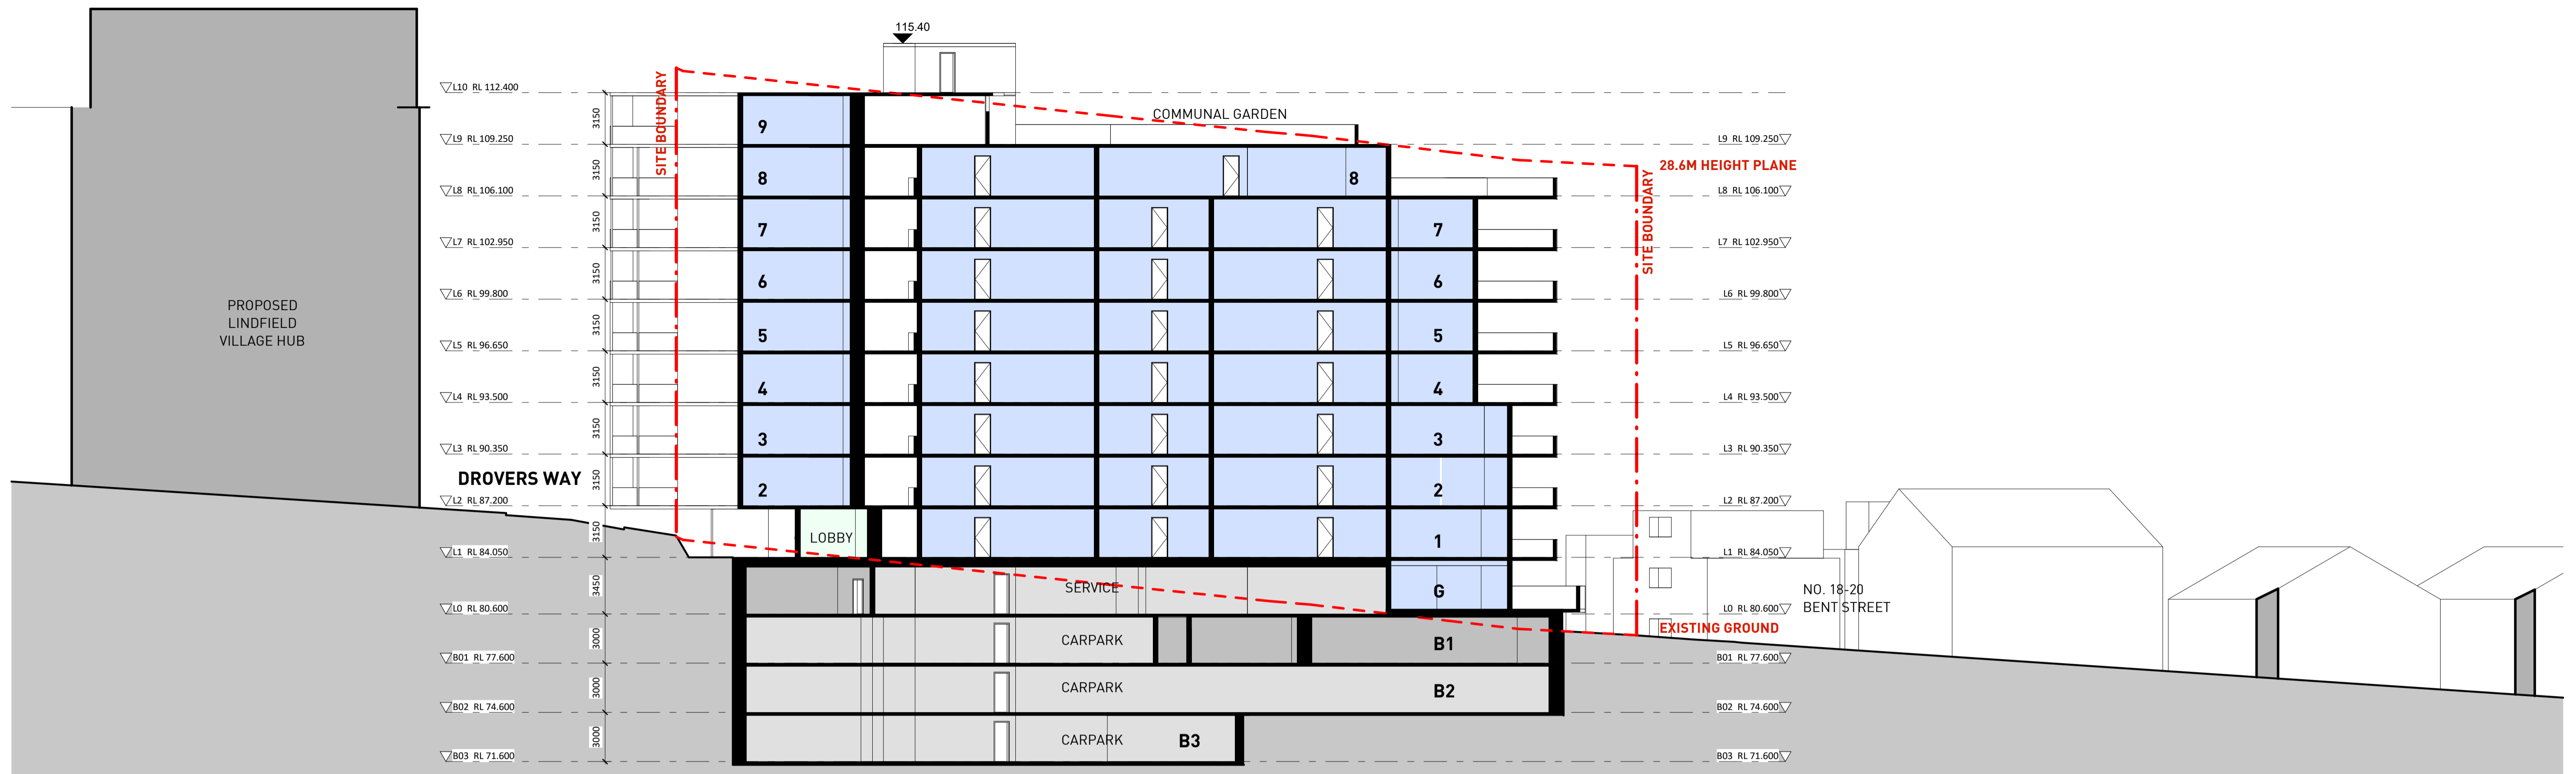 115.40
L10 RL 112.400
L9 RL 109.250
L8 RL 106.100
L7 RL 102.950
L6 RL 99.800
L5 RL 96.650
L4 RL 93.500
L3 RL 90.350
L2 RL 87.200
L1 RL 84.050
L0 RL 80.600
B01 RL 77.600
B02 RL 74.600
B03 RL 71.600
3150
3150
3150
3150
3150
3150
3150
3150
3150
3450
3000
3000
3000
PROPOSED
LINDFIELD
VILLAGE HUB
DROVERS WAY
SITE BOUNDARY
COMMUNAL GARDEN
9
8
7
6
5
4
3
2
LOBBY
8
7
6
5
4
3
2
1
G
SERVICE
CARPARK
B1
CARPARK
B2
CARPARK
B3
28.6M HEIGHT PLANE
SITE BOUNDARY
EXISTING GROUND
L9 RL 109.250
L8 RL 106.100
L7 RL 102.950
L6 RL 99.800
L5 RL 96.650
L4 RL 93.500
L3 RL 90.350
L2 RL 87.200
L1 RL 84.050
L0 RL 80.600
B01 RL 77.600
B02 RL 74.600
B03 RL 71.600
NO. 18-20
BENT STREET